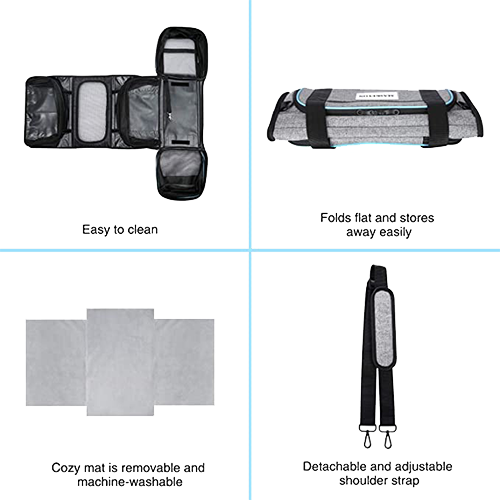 Easy to clean
Folds flat and stores
away easily
Cozy mat is removable and
machine-washable
Detachable and adjustable
shoulder strap